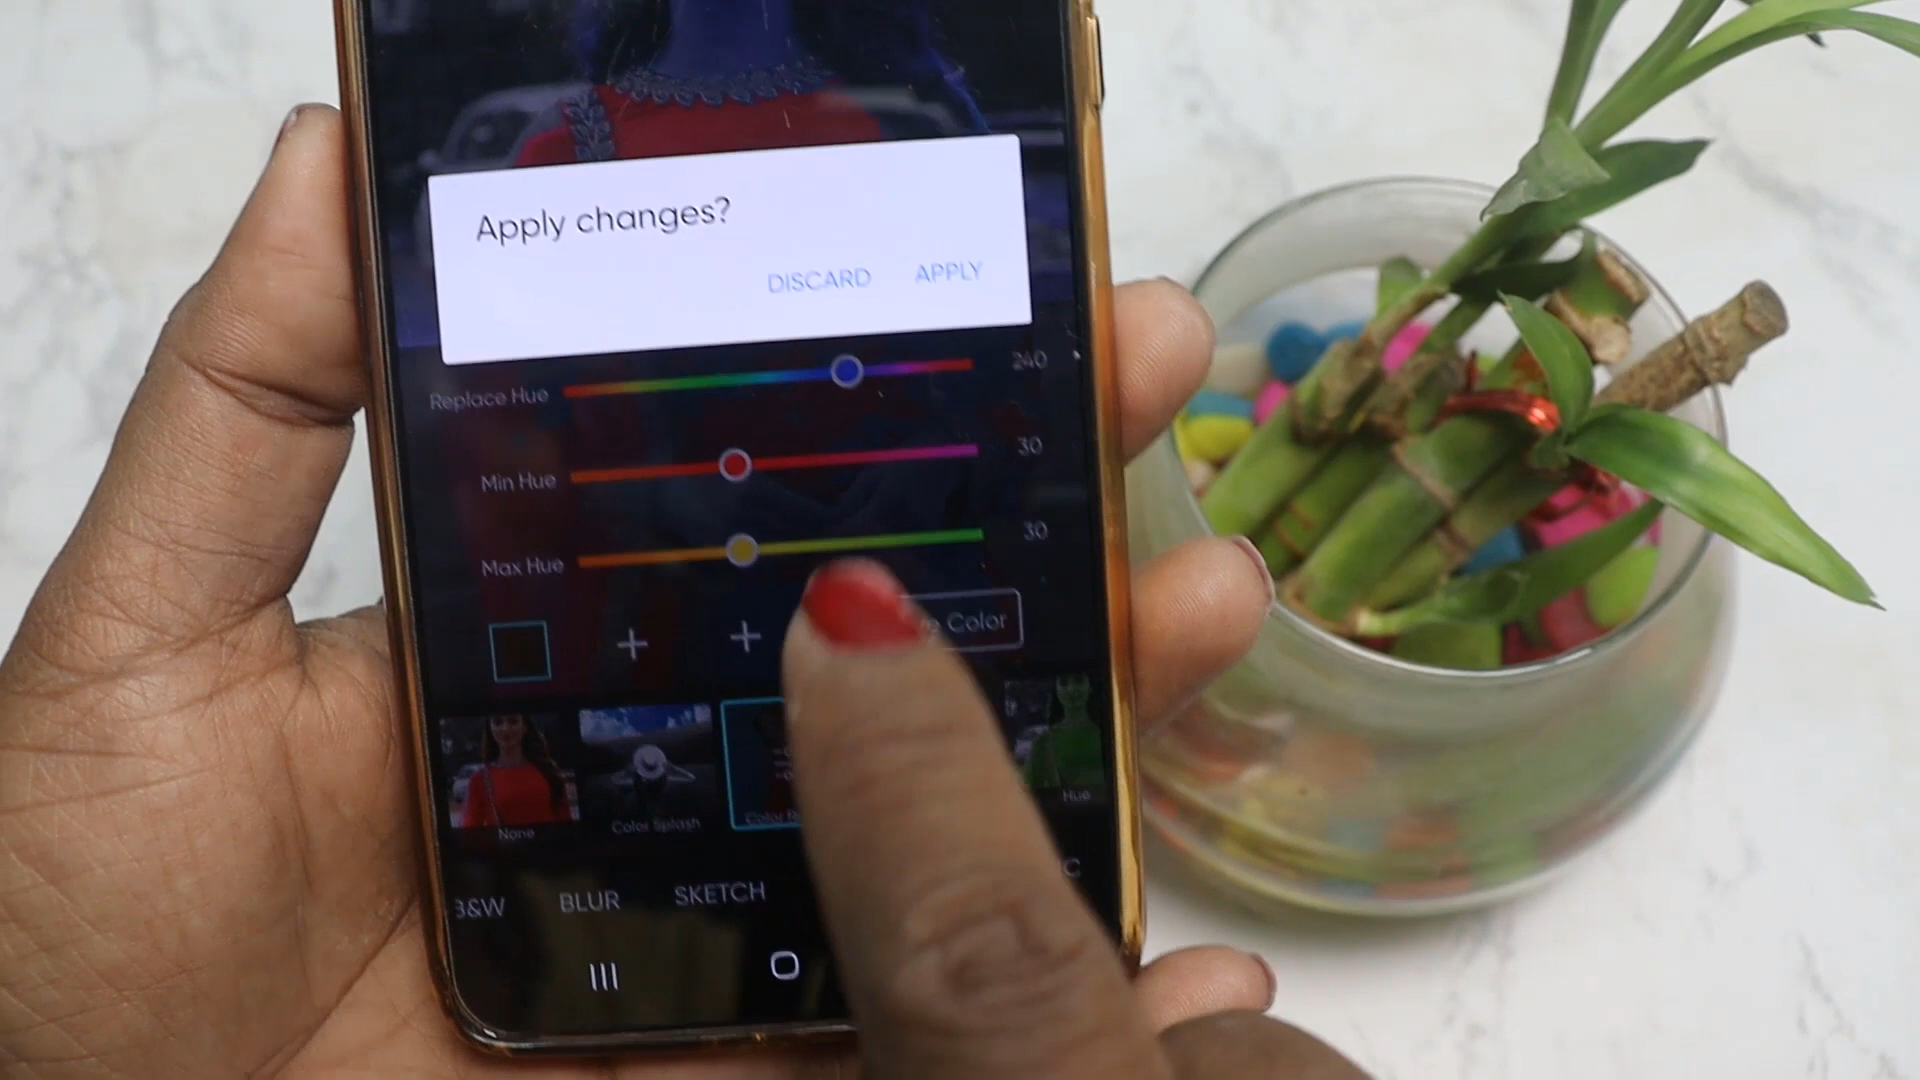 Apply changes?
DISCARD APPLY
Replace Hue 240
Min Hue 30
Max Hue 30
Color
None
Color Splash
Color
Hue
B&W BLUR SKETCH